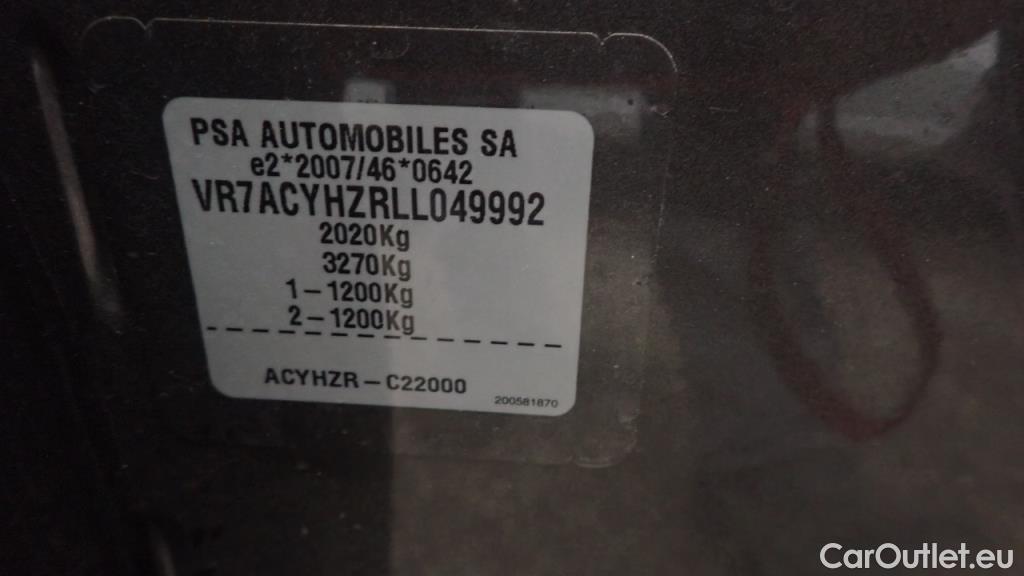 PSA AUTOMOBILES SA
e2*2007/46*0642
VR7ACYHZRLL049992
2020Kg
3270Kg
1-1200Kg
2-1200Kg
ACYHZR-C22000
200581870
CarOutlet.eu